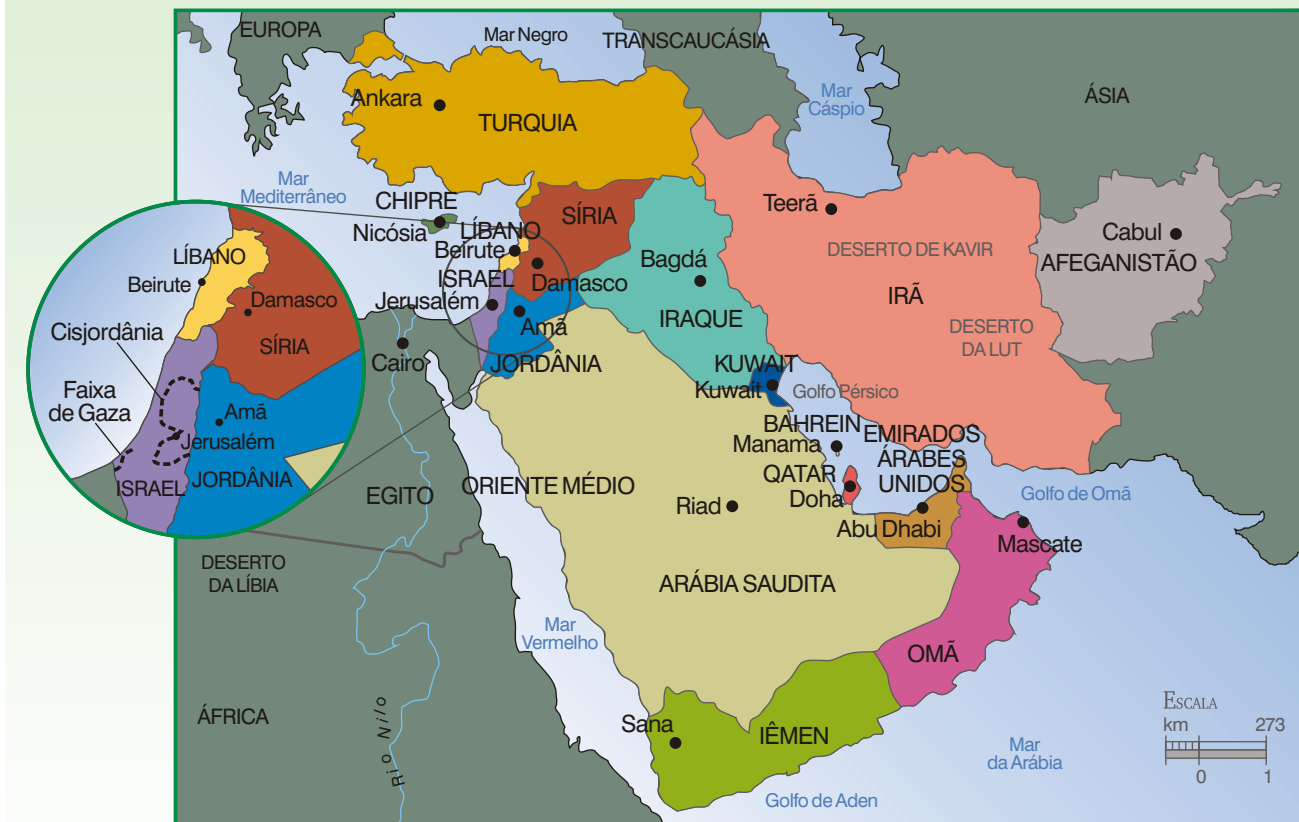 EUROPA
Mar Negro
TRANSCAUCÁSIA
Mar
Cáspio
ÁSIA
Ankara
TURQUIA
Mar
Mediterrâneo
CHIPRE
Nicósia
SÍRIA
LÍBANO
Beirute
Damasco
ISRAEL
Jerusalém
Amã
JORDÂNIA
Bagdá
IRAQUE
Teerã
DESERTO DE KAVIR
IRÃ
DESERTO
DA LUT
Cabul
AFEGANISTÃO
LÍBANO
Beirute
Damasco
Cisjordânia
SÍRIA
Faixa
de Gaza
Amã
Jerusalém
ISRAEL
JORDÂNIA
Cairo
KUWAIT
Kuwait
Golfo Pérsico
BAHREIN
Manama
EMIRADOS
ÁRABES
UNIDOS
QATAR
Doha
Abu Dhabi
Golfo de Omã
Mascate
EGITO
ORIENTE MÉDIO
Riad
DESERTO
DA LÍBIA
ARÁBIA SAUDITA
Mar
Vermelho
OMÃ
ÁFRICA
Rio Nilo
Sana
IÊMEN
Golfo de Aden
Mar
da Arábia
ESCALA
km 273
0 1